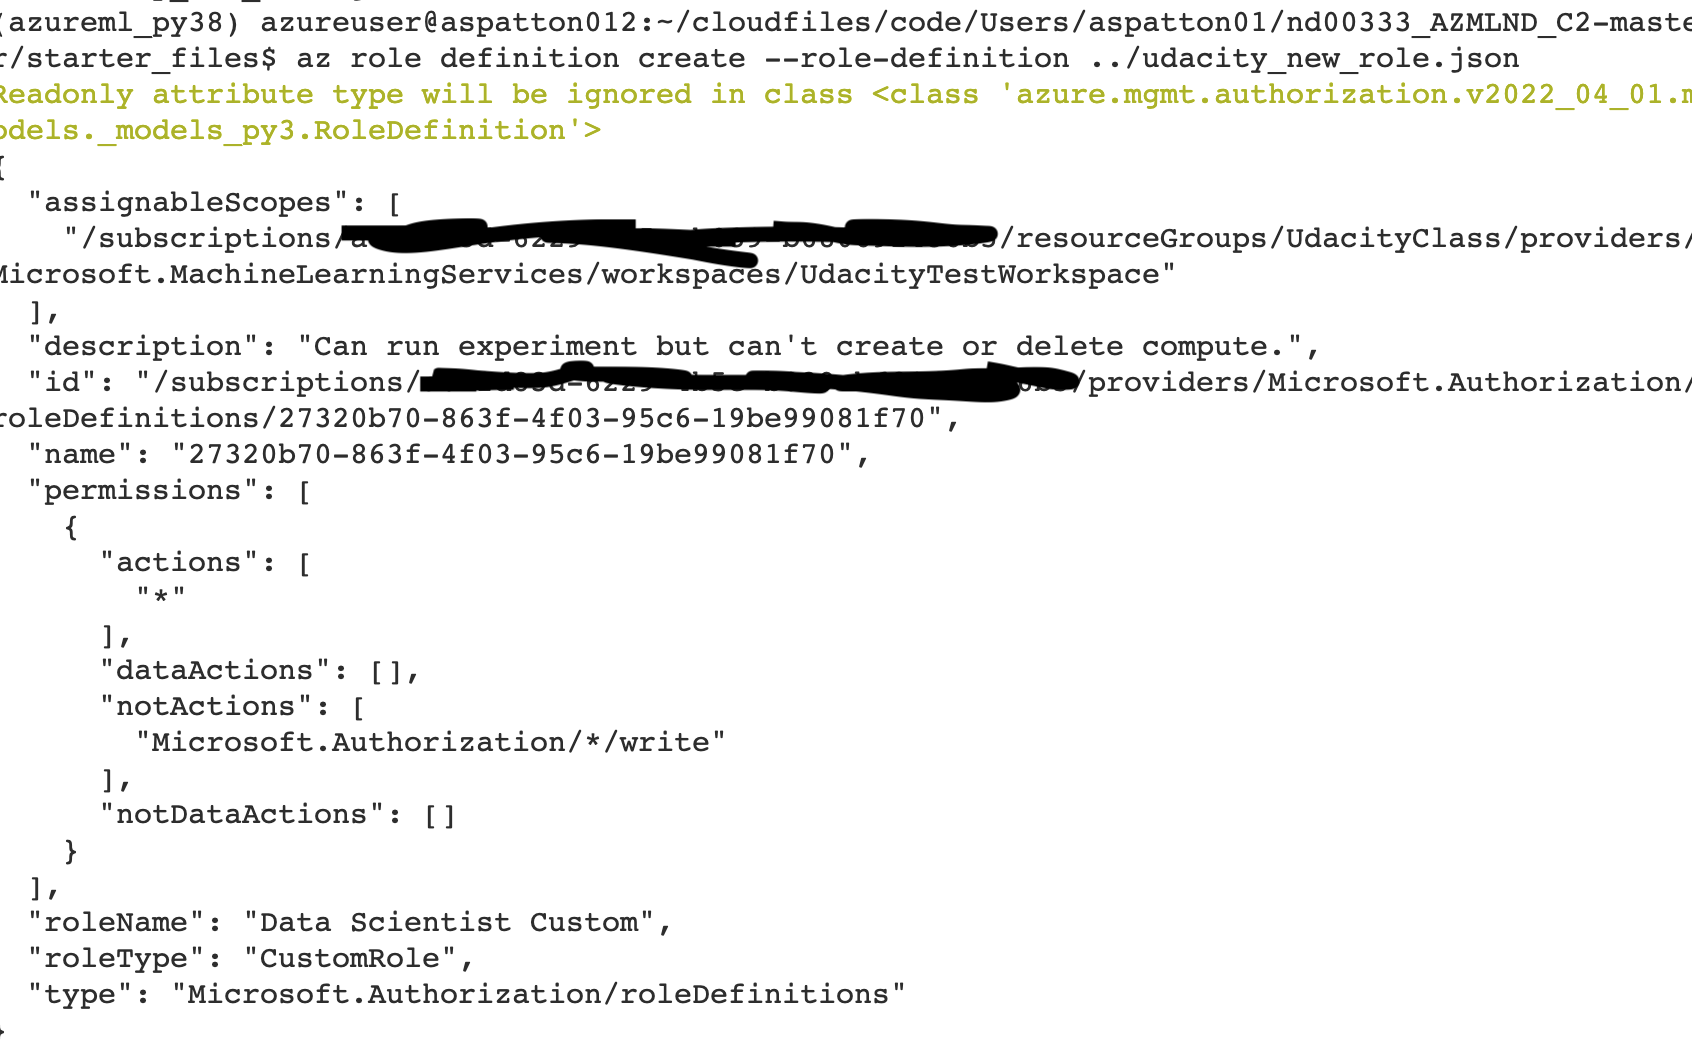 (azureml_py38) azureuser@aspatton012:~/cloudfiles/code/Users/aspatton01/nd00333_AZMLND_C2-maste
r/starter_files$ az role definition create --role-definition ../udacity_new_role.json
Readonly attribute type will be ignored in class <class 'azure.mgmt.authorization.v2022_04_01.m
odels._models_py3.RoleDefinition'>
{
"assignableScopes": [
"/subscriptions/ /resourceGroups/UdacityClass/providers/
Microsoft.MachineLearningServices/workspaces/UdacityTestWorkspace"
],
"description": "Can run experiment but can't create or delete compute.",
"id": "/subscriptions/ /providers/Microsoft.Authorization/
roleDefinitions/27320b70-863f-4f03-95c6-19be99081f70",
"name": "27320b70-863f-4f03-95c6-19be99081f70",
"permissions": [
{
"actions": [
"*"
],
"dataActions": [],
"notActions": [
"Microsoft.Authorization/*/write"
],
"notDataActions": []
}
],
"roleName": "Data Scientist Custom",
"roleType": "CustomRole",
"type": "Microsoft.Authorization/roleDefinitions"
}